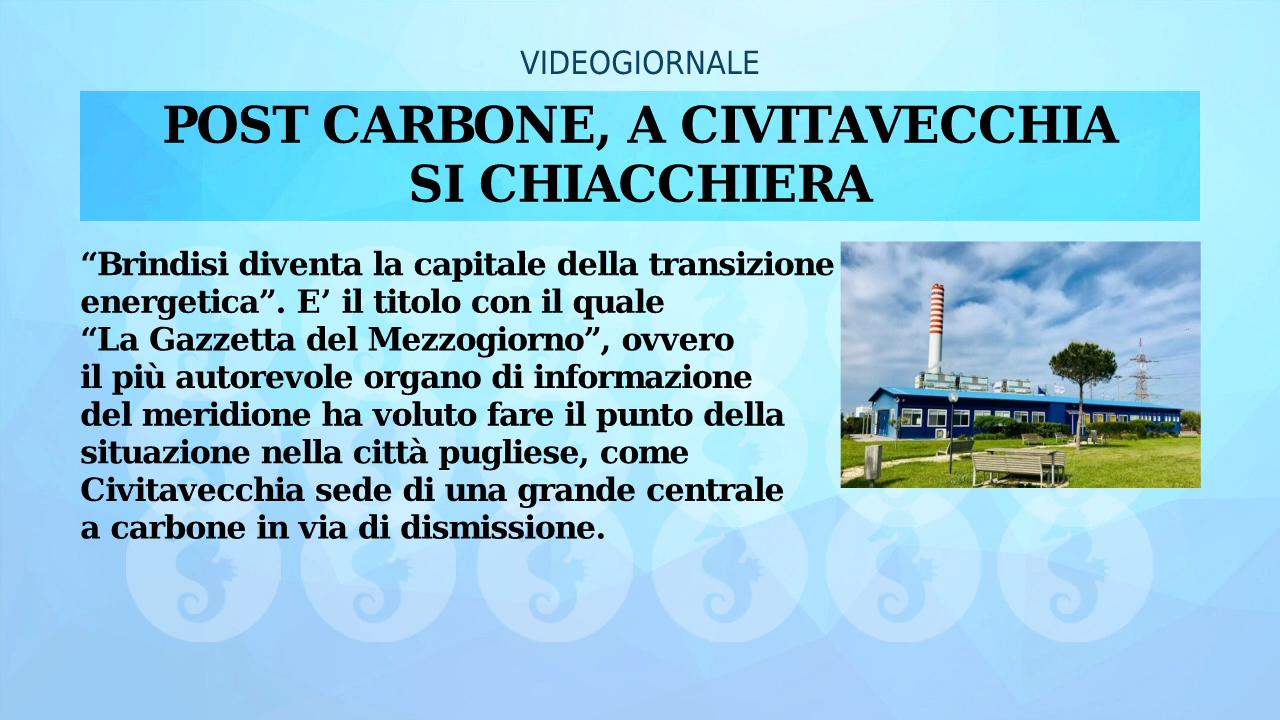 VIDEOGIORNALE
POST CARBONE, A CIVITAVECCHIA
SI CHIACCHIERA
“Brindisi diventa la capitale della transizione
energetica”. E’ il titolo con il quale
“La Gazzetta del Mezzogiorno”, ovvero
il più autorevole organo di informazione
del meridione ha voluto fare il punto della
situazione nella città pugliese, come
Civitavecchia sede di una grande centrale
a carbone in via di dismissione.